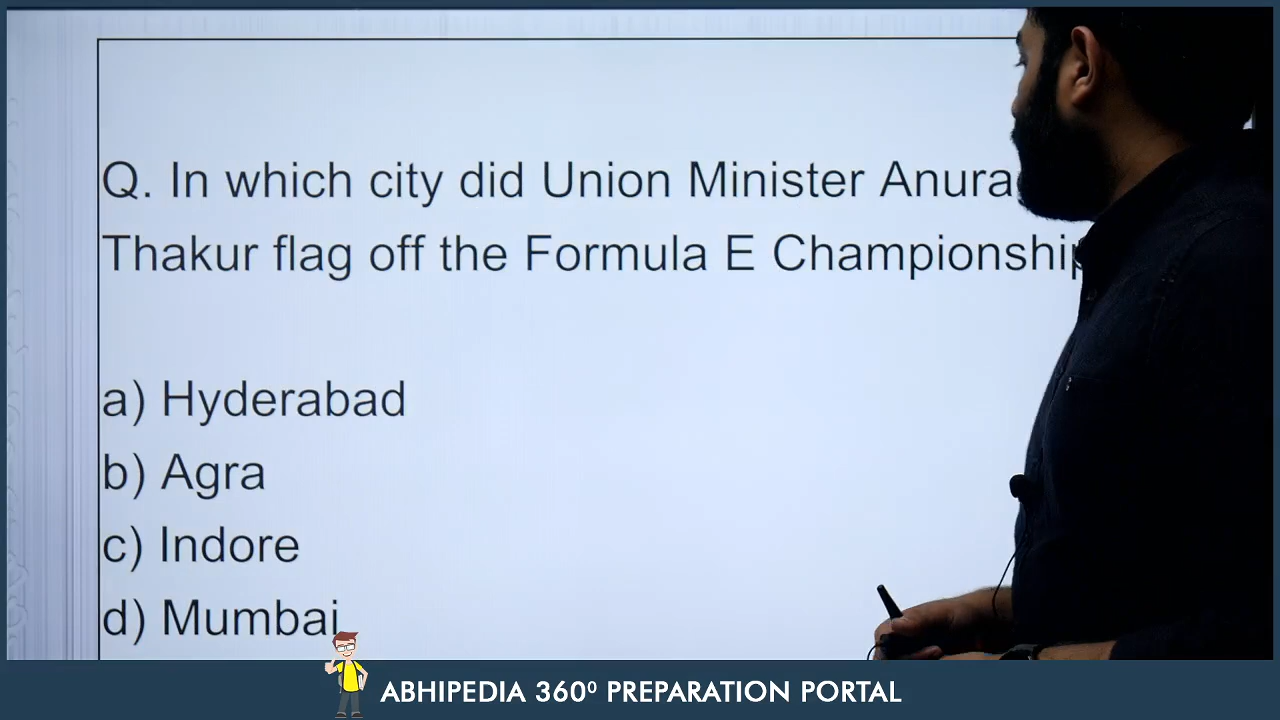 Q. In which city did Union Minister Anura
Thakur flag off the Formula E Championship
a) Hyderabad
b) Agra
c) Indore
d) Mumbai
ABHIPEDIA 360⁰ PREPARATION PORTAL